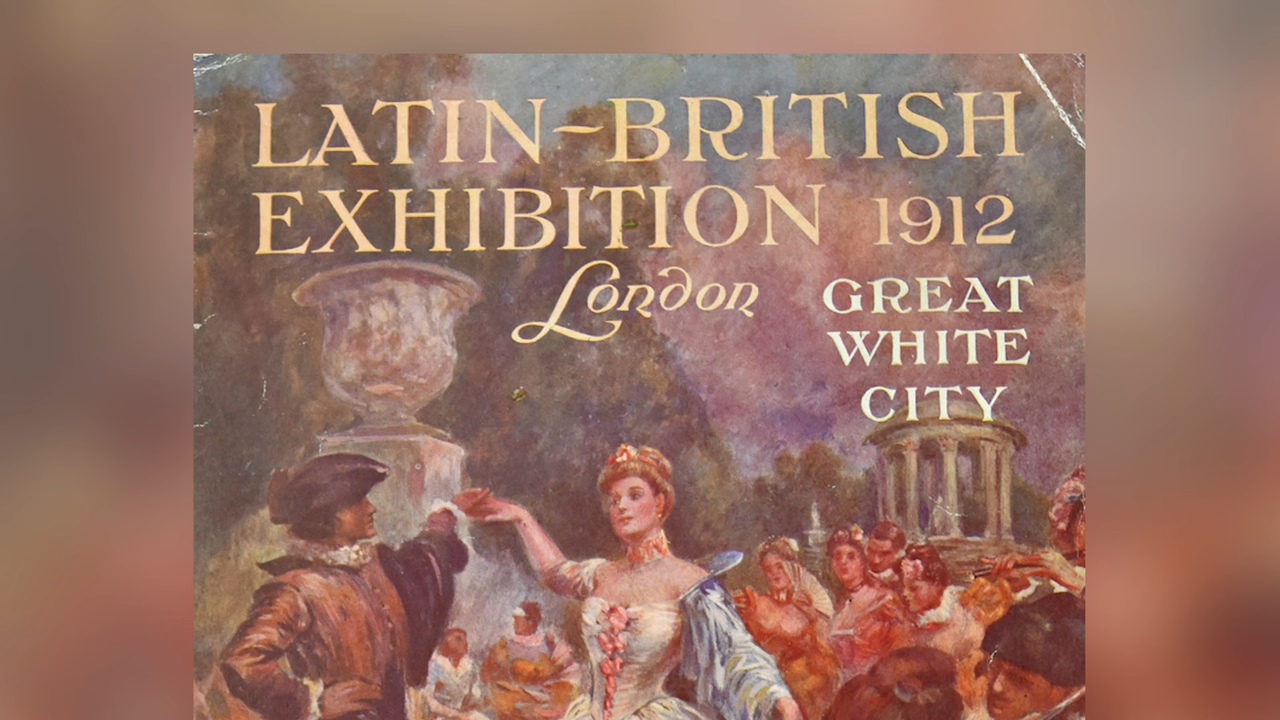 LATIN-BRITISH
EXHIBITION 1912
London
GREAT
WHITE
CITY